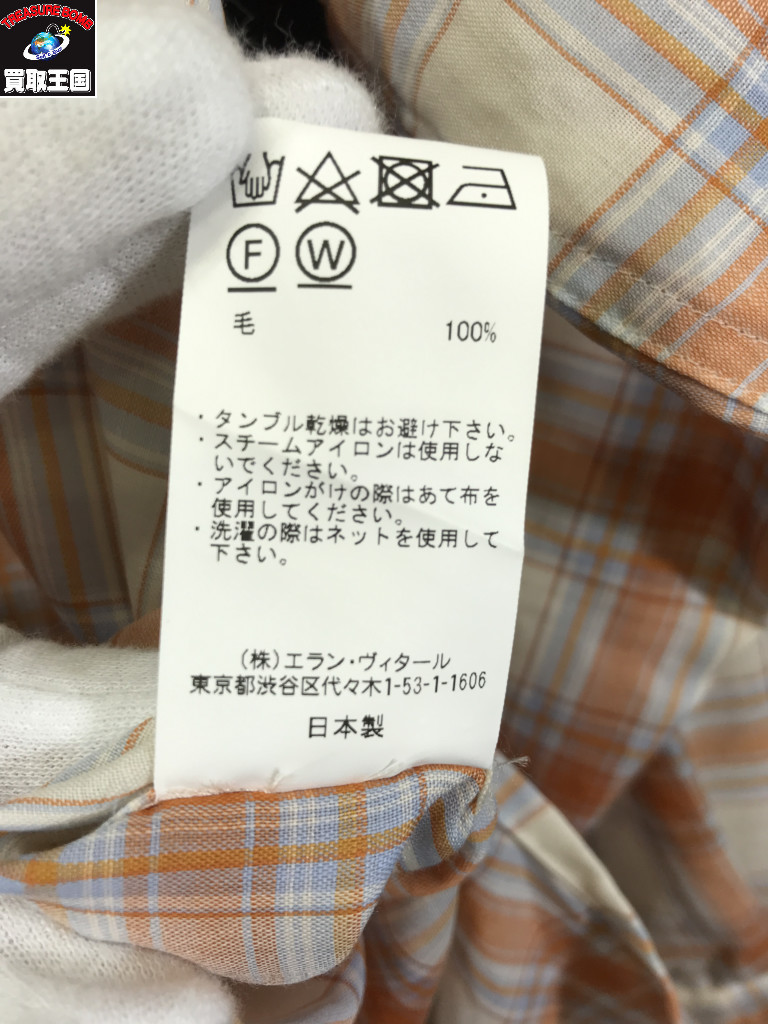 TREASURE BOMB
買取王国
F W
毛 100%
・タンブル乾燥はお避け下さい。
・スチームアイロンは使用しな
いでください。
・アイロンがけの際はあて布を
使用してください。
・洗濯の際はネットを使用して
下さい。
(株)エラン・ヴィタール
東京都渋谷区代々木1-53-1-1606
日本製